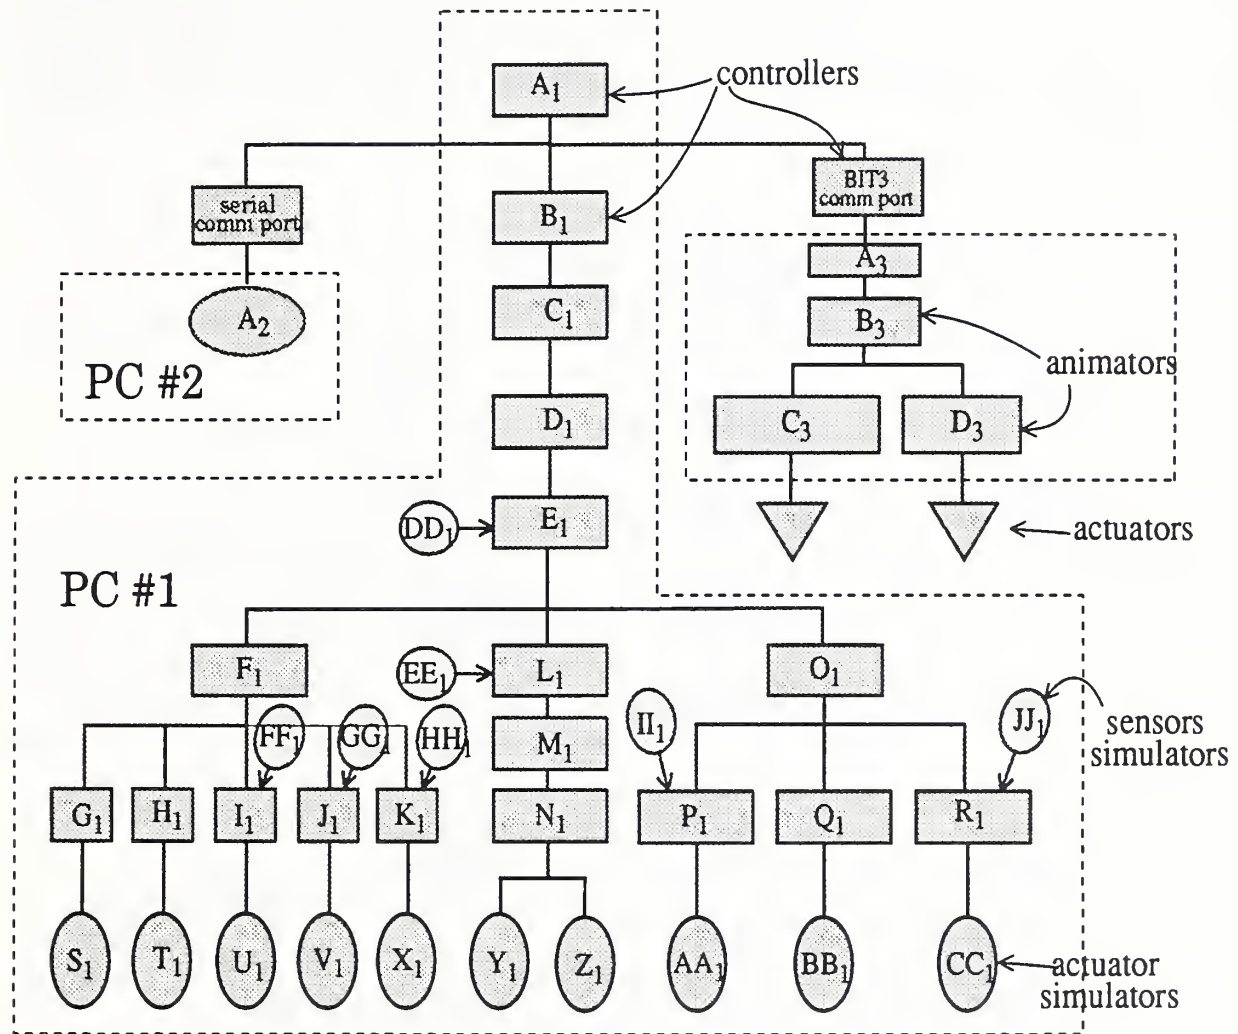 A1
controllers
serial
comm port
B1
BIT3
comm port
A3
A2
C1
B3
PC #2
animators
D1
C3
D3
DD1
E1
actuators
PC #1
F1
EE1
L1
O1
FF1
GG1
HH1
M1
II1
JJ1
sensors
simulators
G1
H1
I1
J1
K1
N1
P1
Q1
R1
S1
T1
U1
V1
X1
Y1
Z1
AA1
BB1
CC1
actuator
simulators